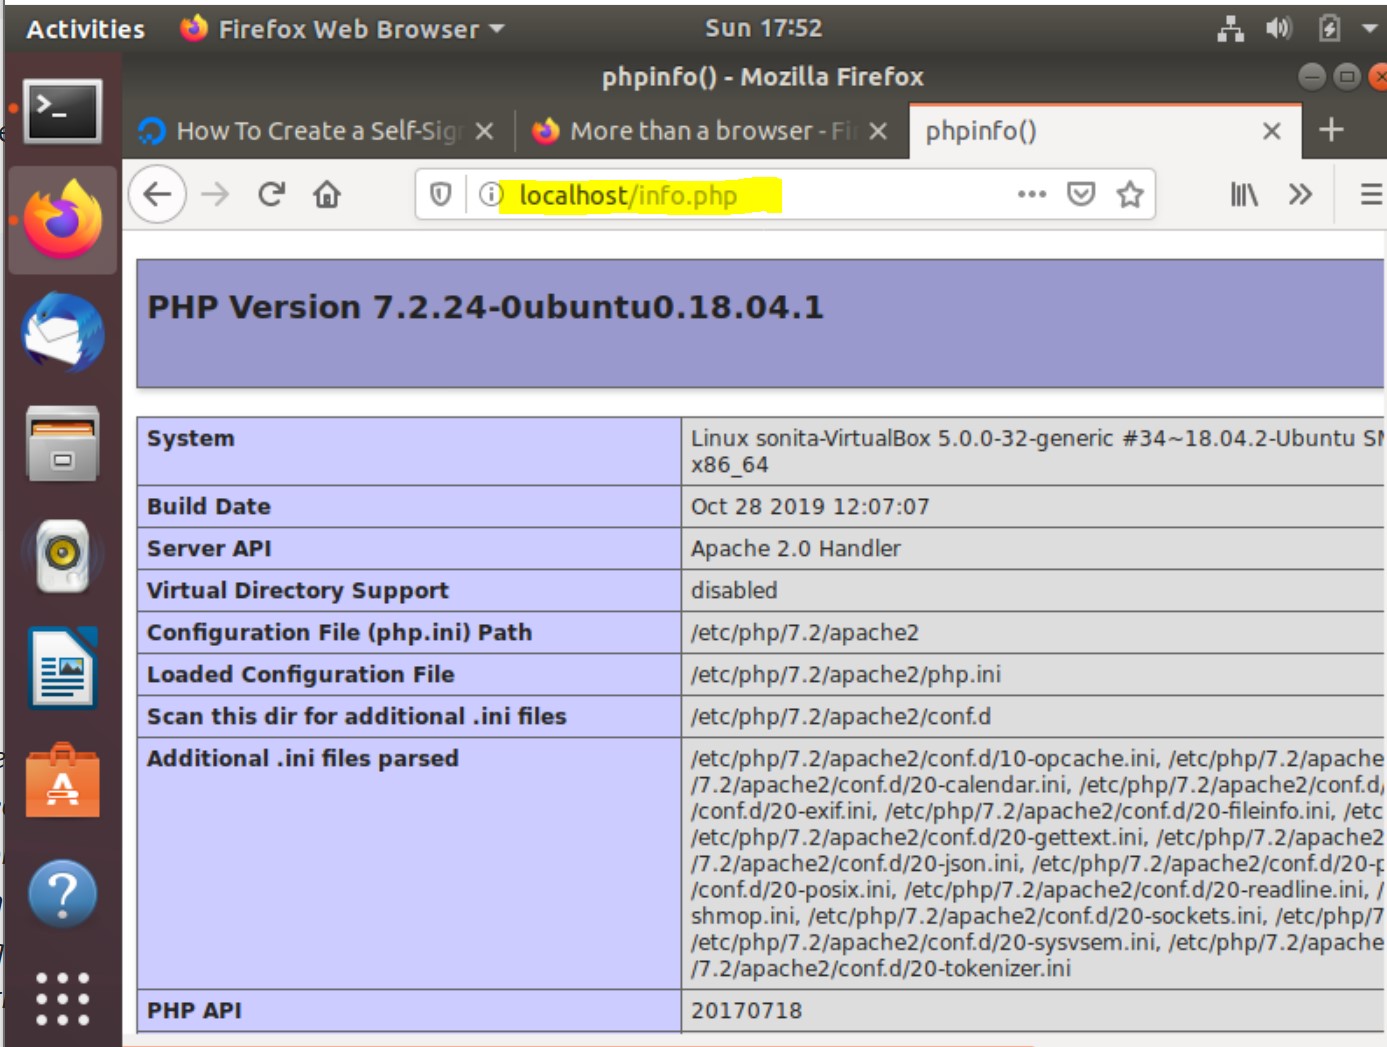 Activities Firefox Web Browser Sun 17:52
phpinfo() - Mozilla Firefox
How To Create a Self-Sig More than a browser - Fi phpinfo()
localhost/info.php
PHP Version 7.2.24-0ubuntu0.18.04.1
System Linux sonita-VirtualBox 5.0.0-32-generic #34~18.04.2-Ubuntu
x86_64
Build Date Oct 28 2019 12:07:07
Server API Apache 2.0 Handler
Virtual Directory Support disabled
Configuration File (php.ini) Path /etc/php/7.2/apache2
Loaded Configuration File /etc/php/7.2/apache2/php.ini
Scan this dir for additional .ini files /etc/php/7.2/apache2/conf.d
Additional .ini files parsed /etc/php/7.2/apache2/conf.d/10-opcache.ini, /etc/php/7.2/apache
/7.2/apache2/conf.d/20-calendar.ini, /etc/php/7.2/apache2/conf.d/
/conf.d/20-exif.ini, /etc/php/7.2/apache2/conf.d/20-fileinfo.ini, /etc
/etc/php/7.2/apache2/conf.d/20-gettext.ini, /etc/php/7.2/apache2
/7.2/apache2/conf.d/20-json.ini, /etc/php/7.2/apache2/conf.d/20-p
/conf.d/20-posix.ini, /etc/php/7.2/apache2/conf.d/20-readline.ini, /
shmop.ini, /etc/php/7.2/apache2/conf.d/20-sockets.ini, /etc/php/7
/etc/php/7.2/apache2/conf.d/20-sysvsem.ini, /etc/php/7.2/apache
/7.2/apache2/conf.d/20-tokenizer.ini
PHP API 20170718